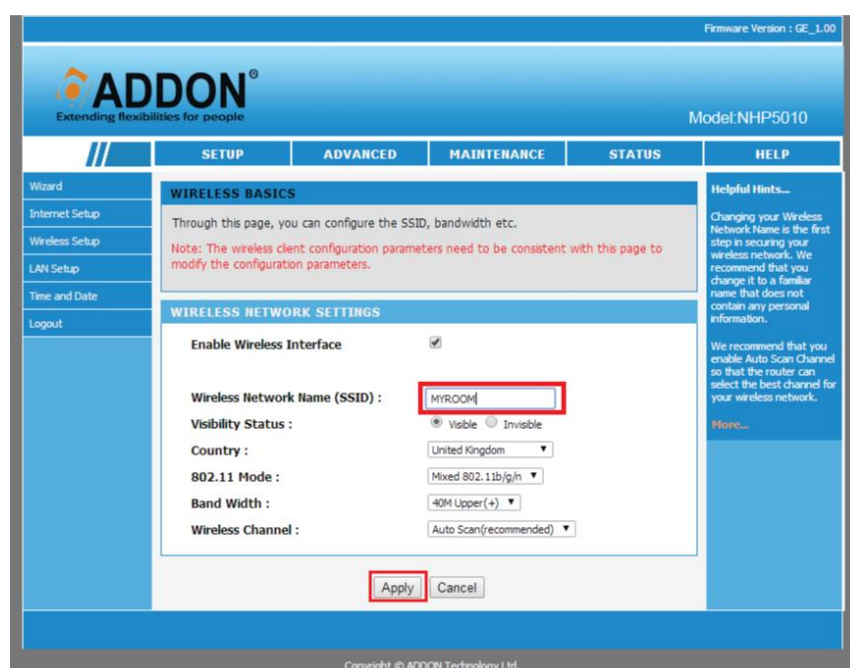 Firmware Version : GE_1.00
ADDON®
Extending flexibilities for people
Model:NHP5010
SETUP
ADVANCED
MAINTENANCE
STATUS
HELP
Wizard
Internet Setup
Wireless Setup
LAN Setup
Time and Date
Logout
WIRELESS BASICS
Through this page, you can configure the SSID, bandwidth etc.
Note: The wireless client configuration parameters need to be consistent with this page to
modify the configuration parameters.
WIRELESS NETWORK SETTINGS
Enable Wireless Interface
Wireless Network Name (SSID) :
MYROOM
Visibility Status :
Visible
Invisible
Country :
United Kingdom
802.11 Mode :
Mixed 802.11b/g/n
Band Width :
40M Upper(+)
Wireless Channel :
Auto Scan(recommended)
Apply
Cancel
Helpful Hints...
Changing your Wireless
Network Name is the first
step in securing your
wireless network. We
recommend that you
change it to a familiar
name that does not
contain any personal
information.
We recommend that you
enable Auto Scan Channel
so that the router can
select the best channel for
your wireless network.
More...
Copyright © ADDON Technology Ltd.